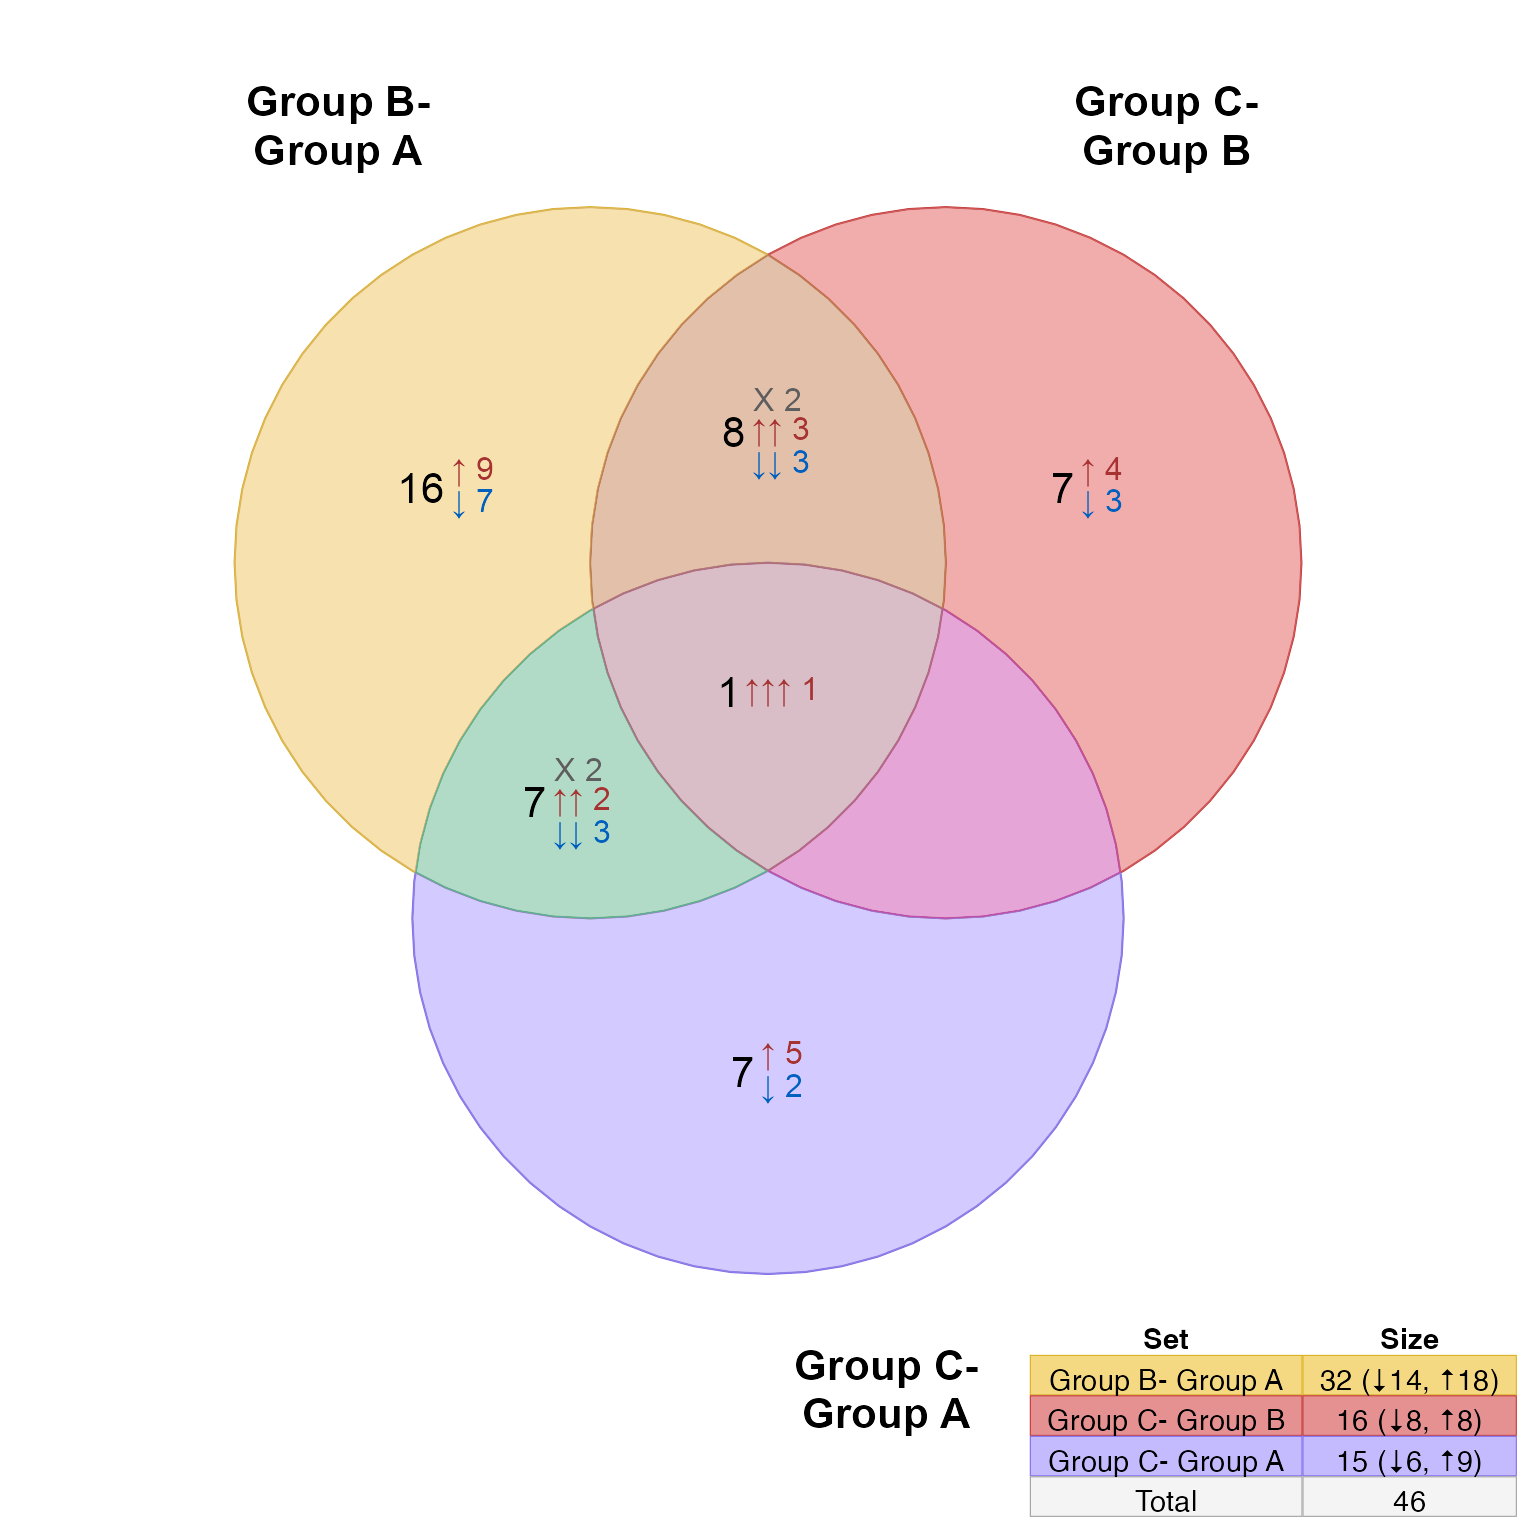 Group B-
Group A
Group C-
Group B
X 2
8 ↑↑ 3
↓↓ 3
16 ↑ 9
↓ 7
7 ↑ 4
↓ 3
1 ↑↑↑ 1
X 2
7 ↑↑ 2
↓↓ 3
7 ↑ 5
↓ 2
Group C-
Group A
Set Size
Group B- Group A 32 (↓14, ↑18)
Group C- Group B 16 (↓8, ↑8)
Group C- Group A 15 (↓6, ↑9)
Total 46